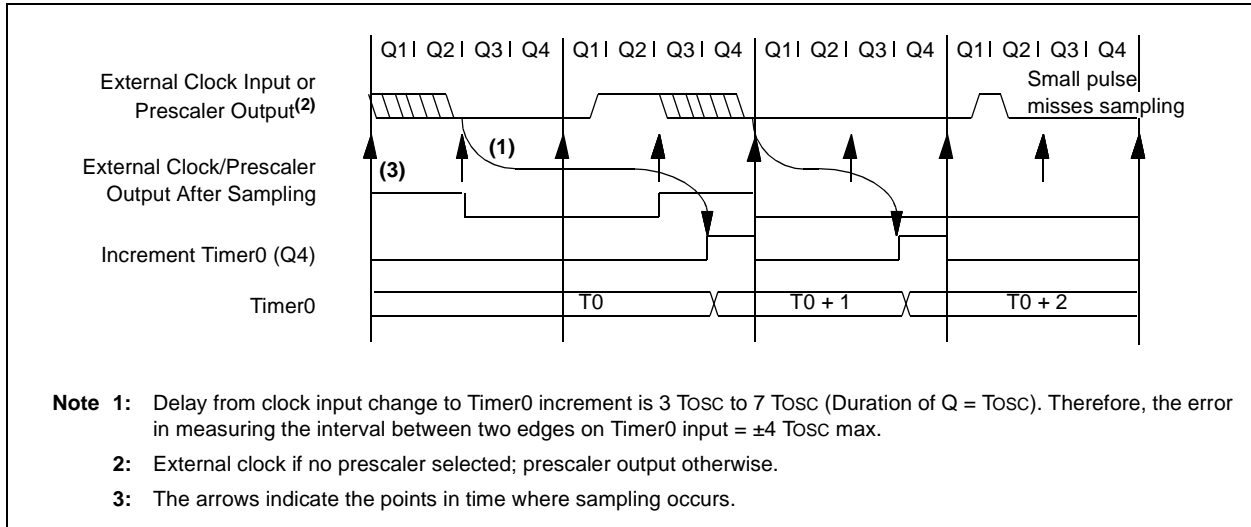 Q1 | Q2 | Q3 | Q4 Q1 | Q2 | Q3 | Q4 Q1 | Q2 | Q3 | Q4 Q1 | Q2 | Q3 | Q4
External Clock Input or
Prescaler Output(2)
Small pulse
misses sampling
(1)
(3)
External Clock/Prescaler
Output After Sampling
Increment Timer0 (Q4)
Timer0
T0 T0 + 1 T0 + 2
Note 1: Delay from clock input change to Timer0 increment is 3 TOSC to 7 TOSC (Duration of Q = TOSC). Therefore, the error
in measuring the interval between two edges on Timer0 input = ±4 TOSC max.
2: External clock if no prescaler selected; prescaler output otherwise.
3: The arrows indicate the points in time where sampling occurs.